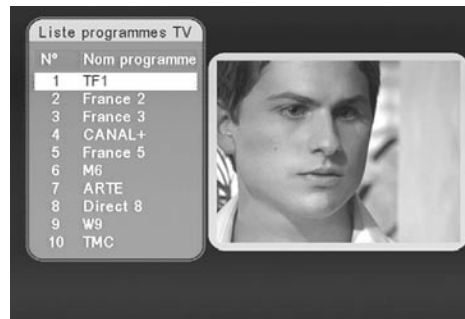 Liste programmes TV
N° Nom programme
1 TF1
2 France 2
3 France 3
4 CANAL+
5 France 5
6 M6
7 ARTE
8 Direct 8
9 W9
10 TMC